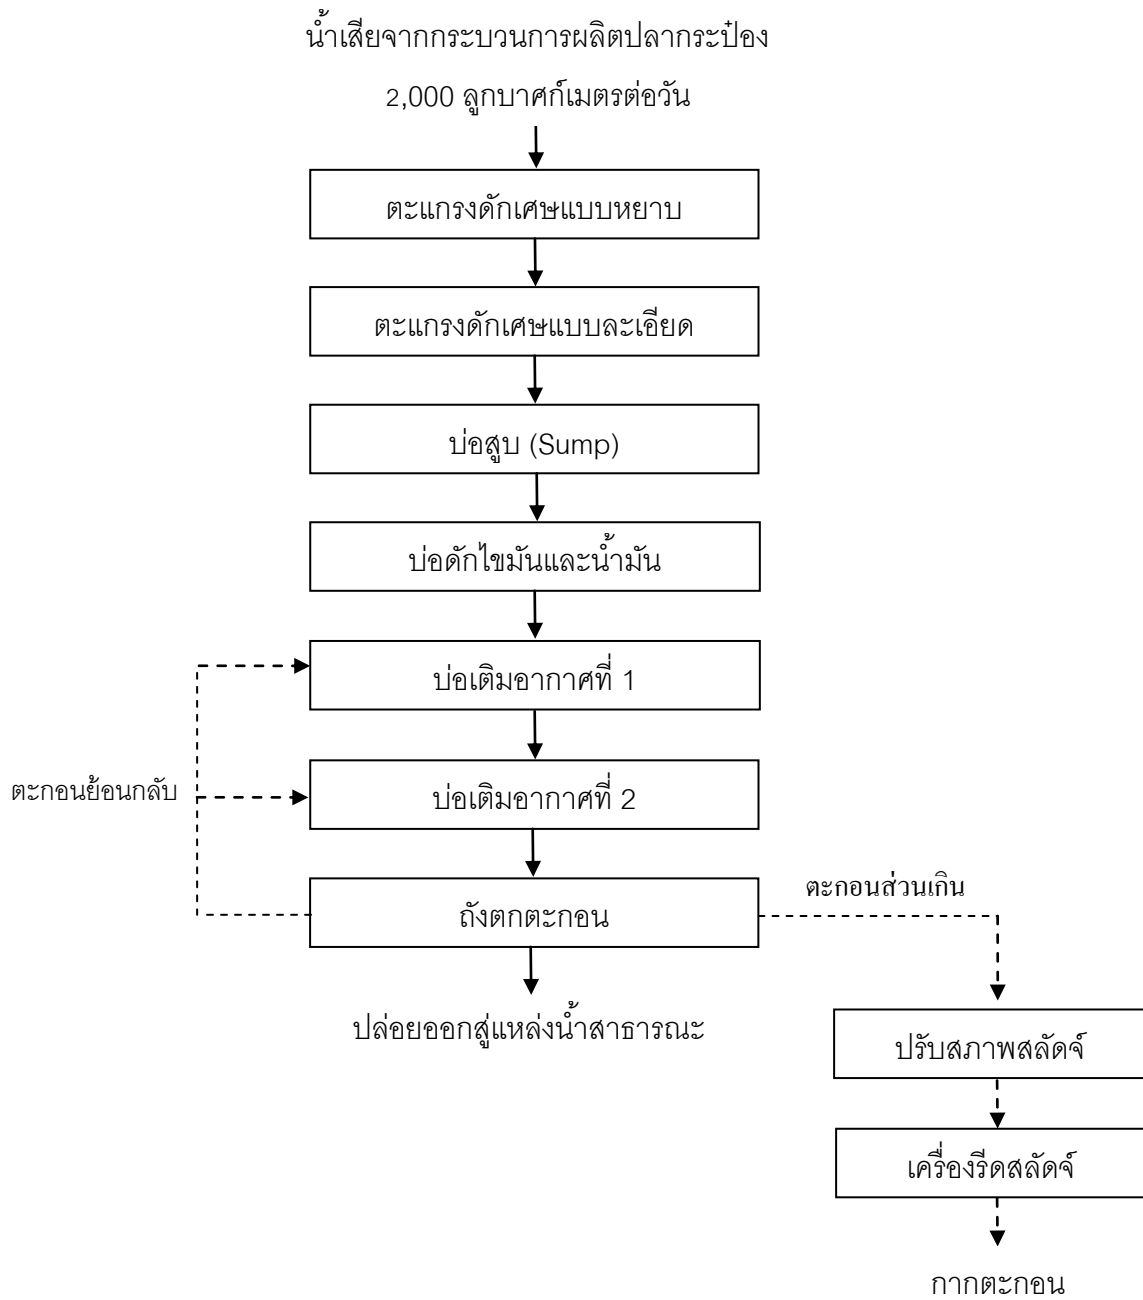 น้ำเสียจากกระบวนการผลิตปลากระป๋อง
2,000 ลูกบาศก์เมตรต่อวัน
ตะแกรงดักเศษแบบหยาบ
ตะแกรงดักเศษแบบละเอียด
บ่อสูบ (Sump)
บ่อดักไขมันและน้ำมัน
บ่อเติมอากาศที่ 1
ตะกอนย้อนกลับ
บ่อเติมอากาศที่ 2
ตะกอนส่วนเกิน
ถังตกตะกอน
ปล่อยออกสู่แหล่งน้ำสาธารณะ
ปรับสภาพสลัดจ์
เครื่องรีดสลัดจ์
กากตะกอน